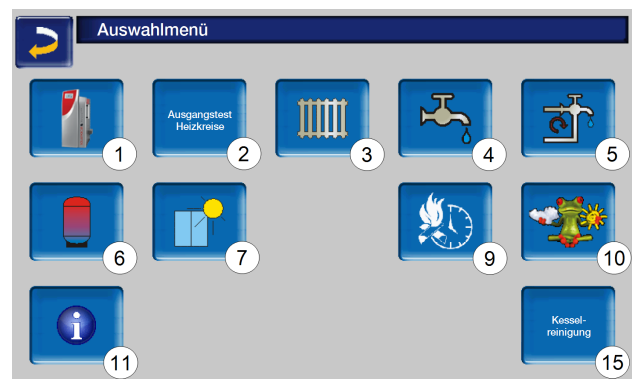 Auswahlmenü
Ausgangstest
Heizkreise
1
2
3
4
5
6
7
9
10
i
Kessel-
reinigung
11
15